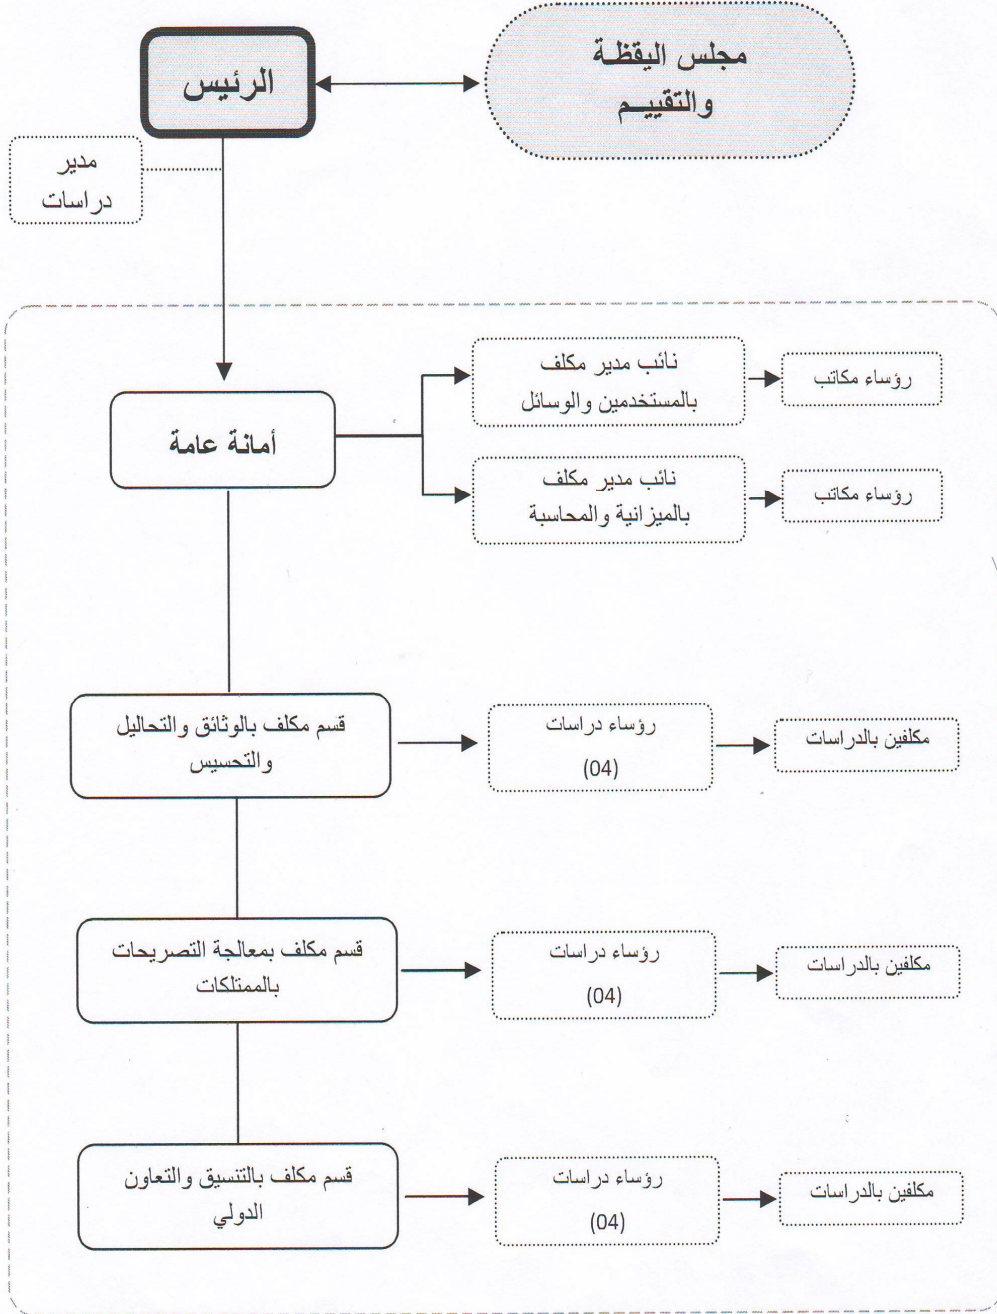 الرئيس
مجلس اليقظة
والتقييم
مدير
دراسات
أمانة عامة
نائب مدير مكلف
بالمستخدمين والوسائل
رؤساء مكاتب
نائب مدير مكلف
بالميزانية والمحاسبة
رؤساء مكاتب
قسم مكلف بالوثائق والتحاليل
والتحسيس
رؤساء دراسات
(04)
مكلفين بالدراسات
قسم مكلف بمعالجة التصريحات
بالممتلكات
رؤساء دراسات
(04)
مكلفين بالدراسات
قسم مكلف بالتنسيق والتعاون
الدولي
رؤساء دراسات
(04)
مكلفين بالدراسات